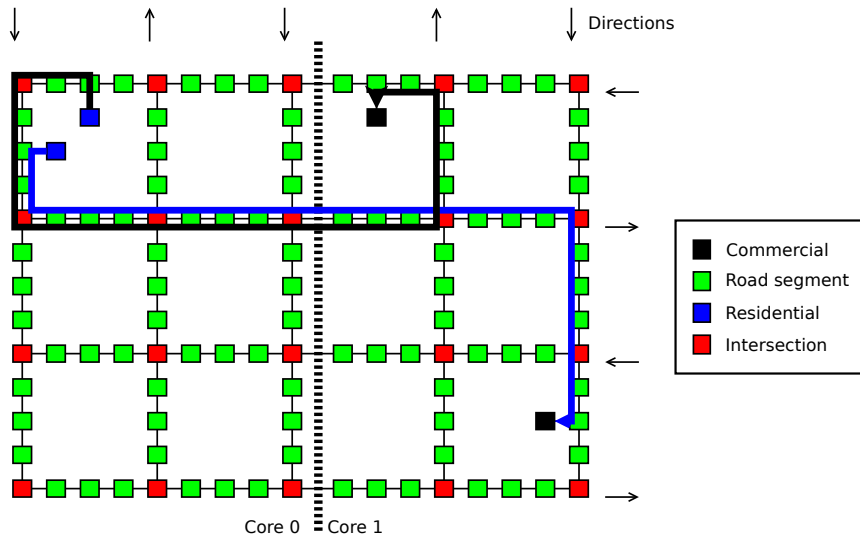 Directions
Commercial
Road segment
Residential
Intersection
Core 0
Core 1